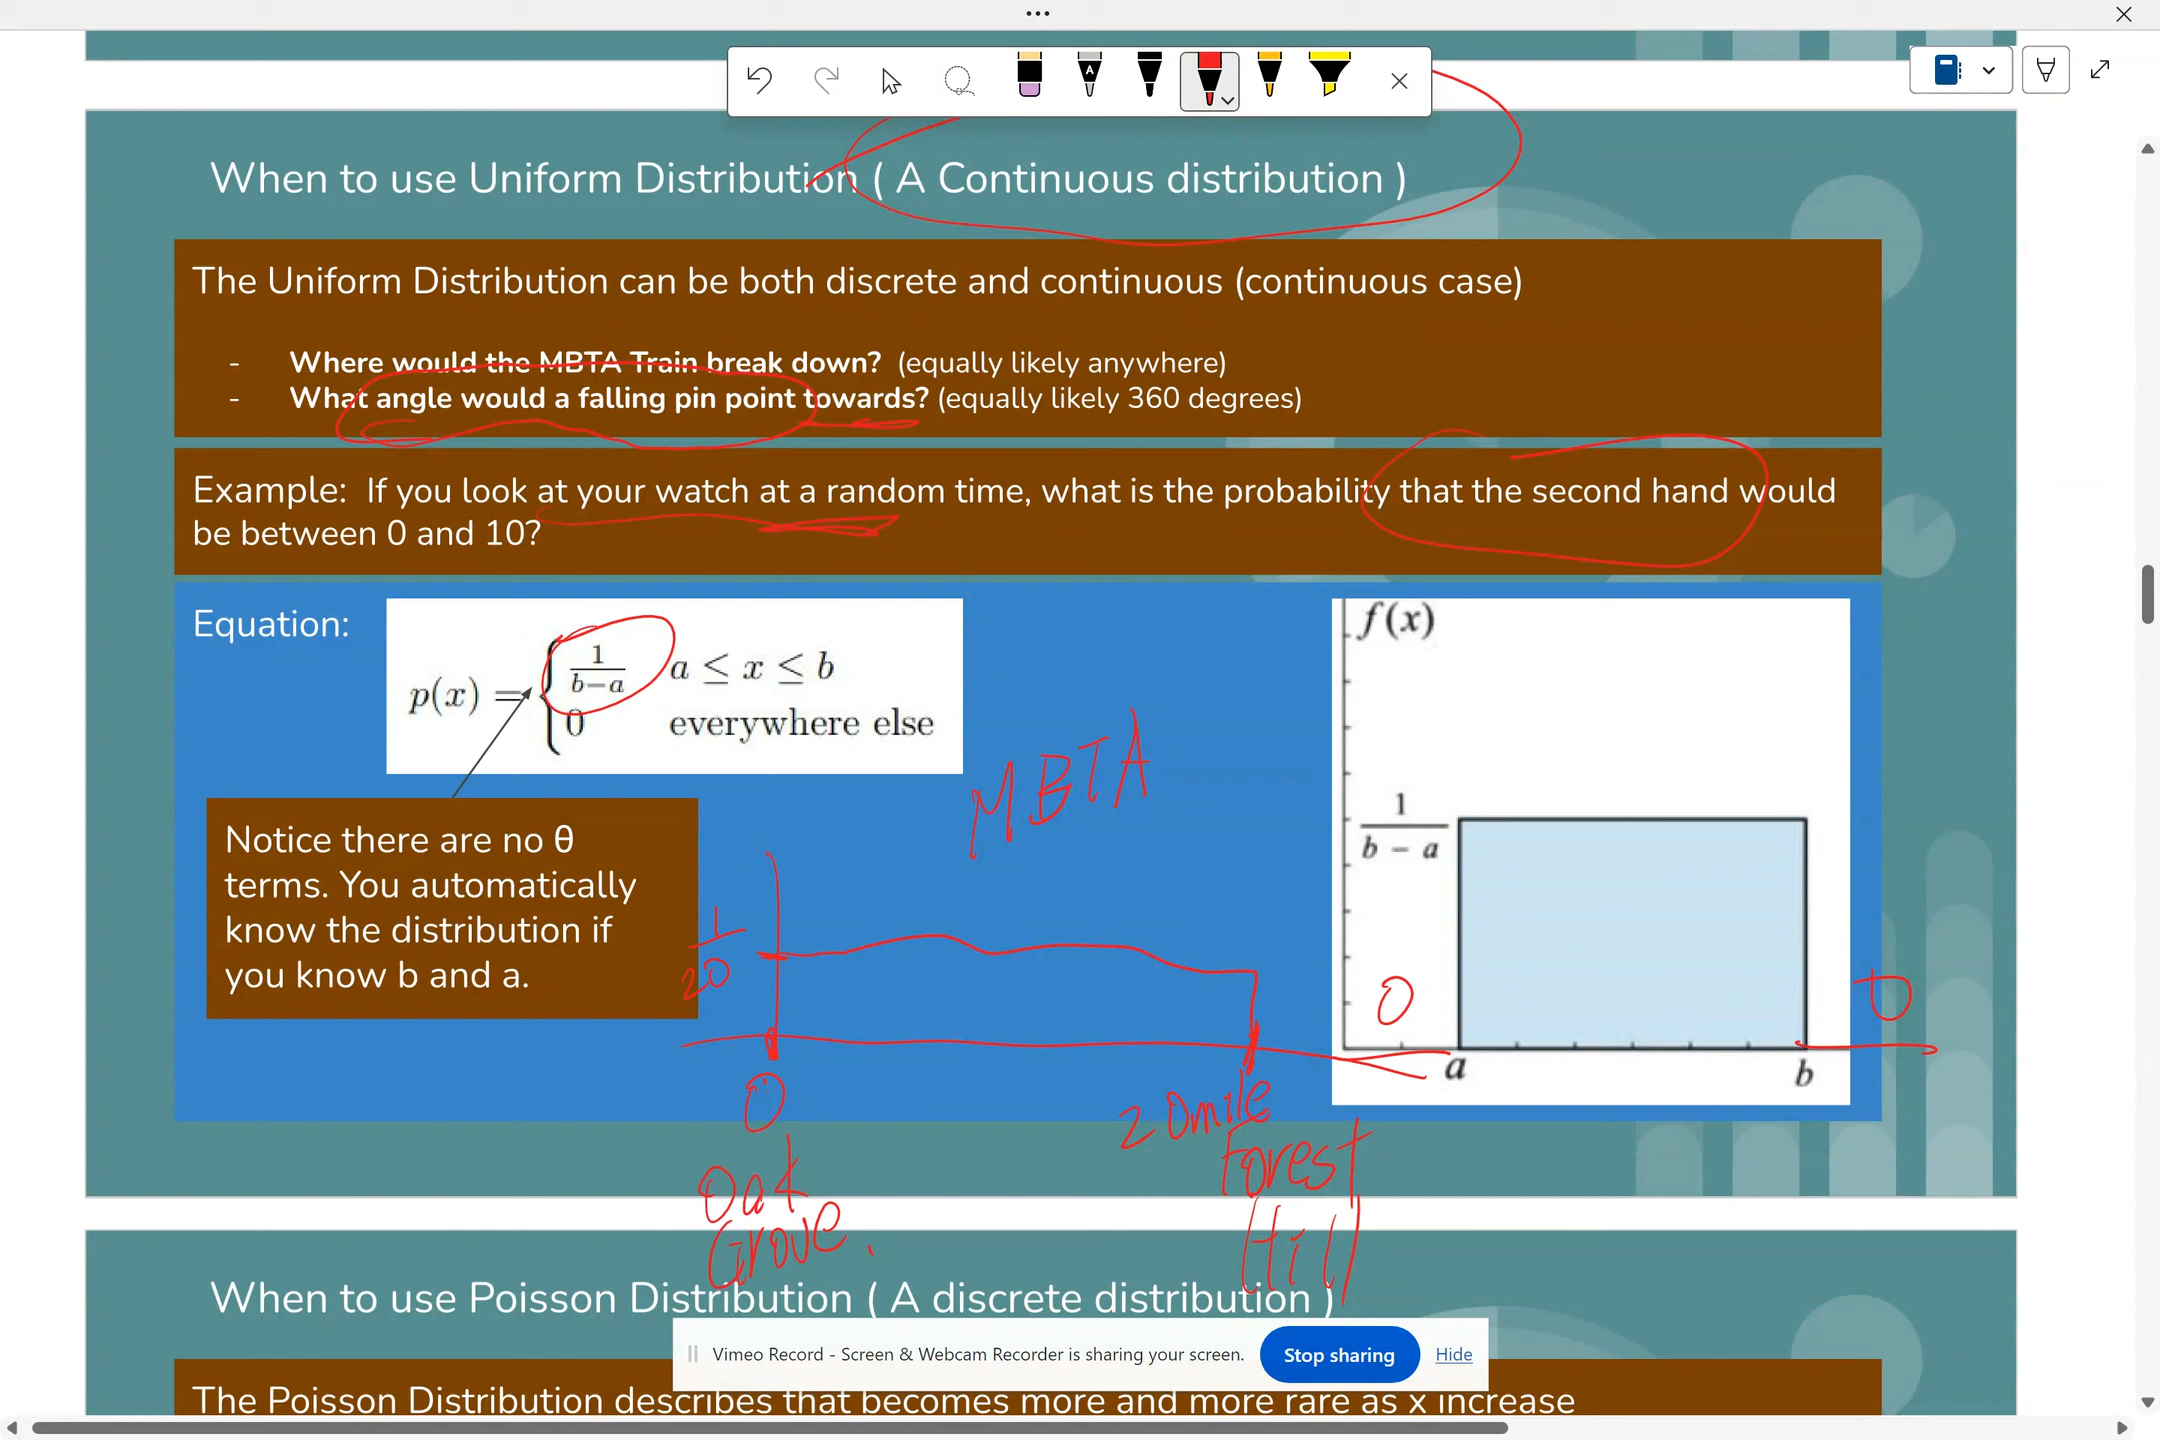 When to use Uniform Distribution ( A Continuous distribution )
The Uniform Distribution can be both discrete and continuous (continuous case)
- Where would the MBTA Train break down? (equally likely anywhere)
- What angle would a falling pin point towards? (equally likely 360 degrees)
Example: If you look at your watch at a random time, what is the probability that the second hand would
be between 0 and 10?
Equation:
p(x) = { 1/(b−a) a ≤ x ≤ b
0 everywhere else
Notice there are no θ
terms. You automatically
know the distribution if
you know b and a.
MBTA
1/20
0
20mile
Oak
Grove.
Forest
Hill
f(x)
1/(b − a)
0
0
a
b
When to use Poisson Distribution ( A discrete distribution )
Vimeo Record - Screen & Webcam Recorder is sharing your screen.
Stop sharing
Hide
The Poisson Distribution describes that becomes more and more rare as x increase